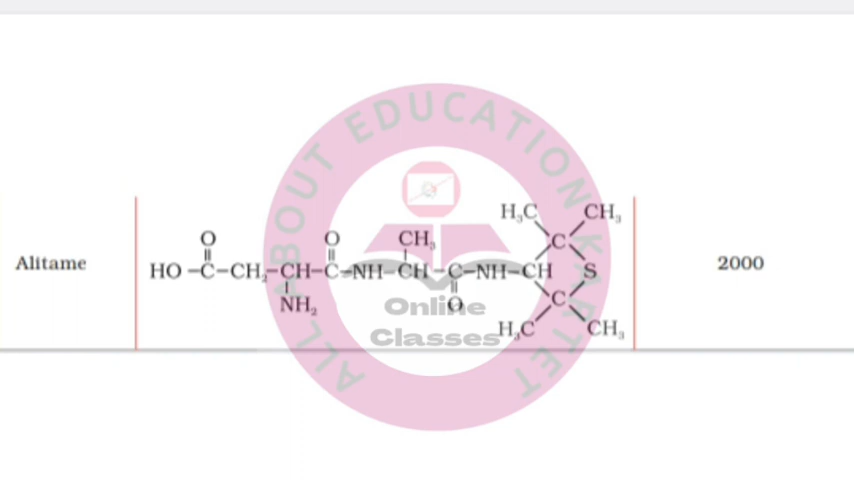 ALL ABOUT EDUCATION KARTET
H₃C CH₃
C
O O CH₃
Alitame HO–C–CH₂–CH–C–NH–CH–C–NH–CH S 2000
NH₂ O C
Online
H₃C CH₃
Classes